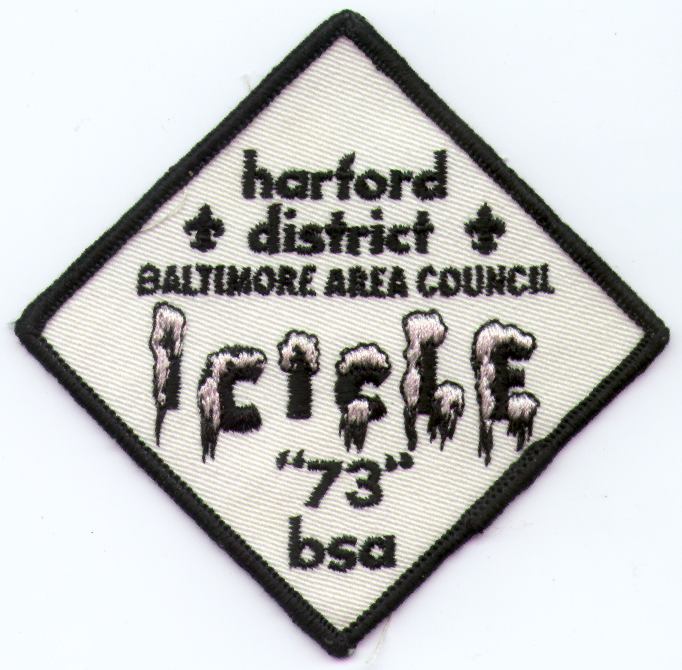 harford
district
BALTIMORE AREA COUNCIL
ICICLE
"73"
bsa